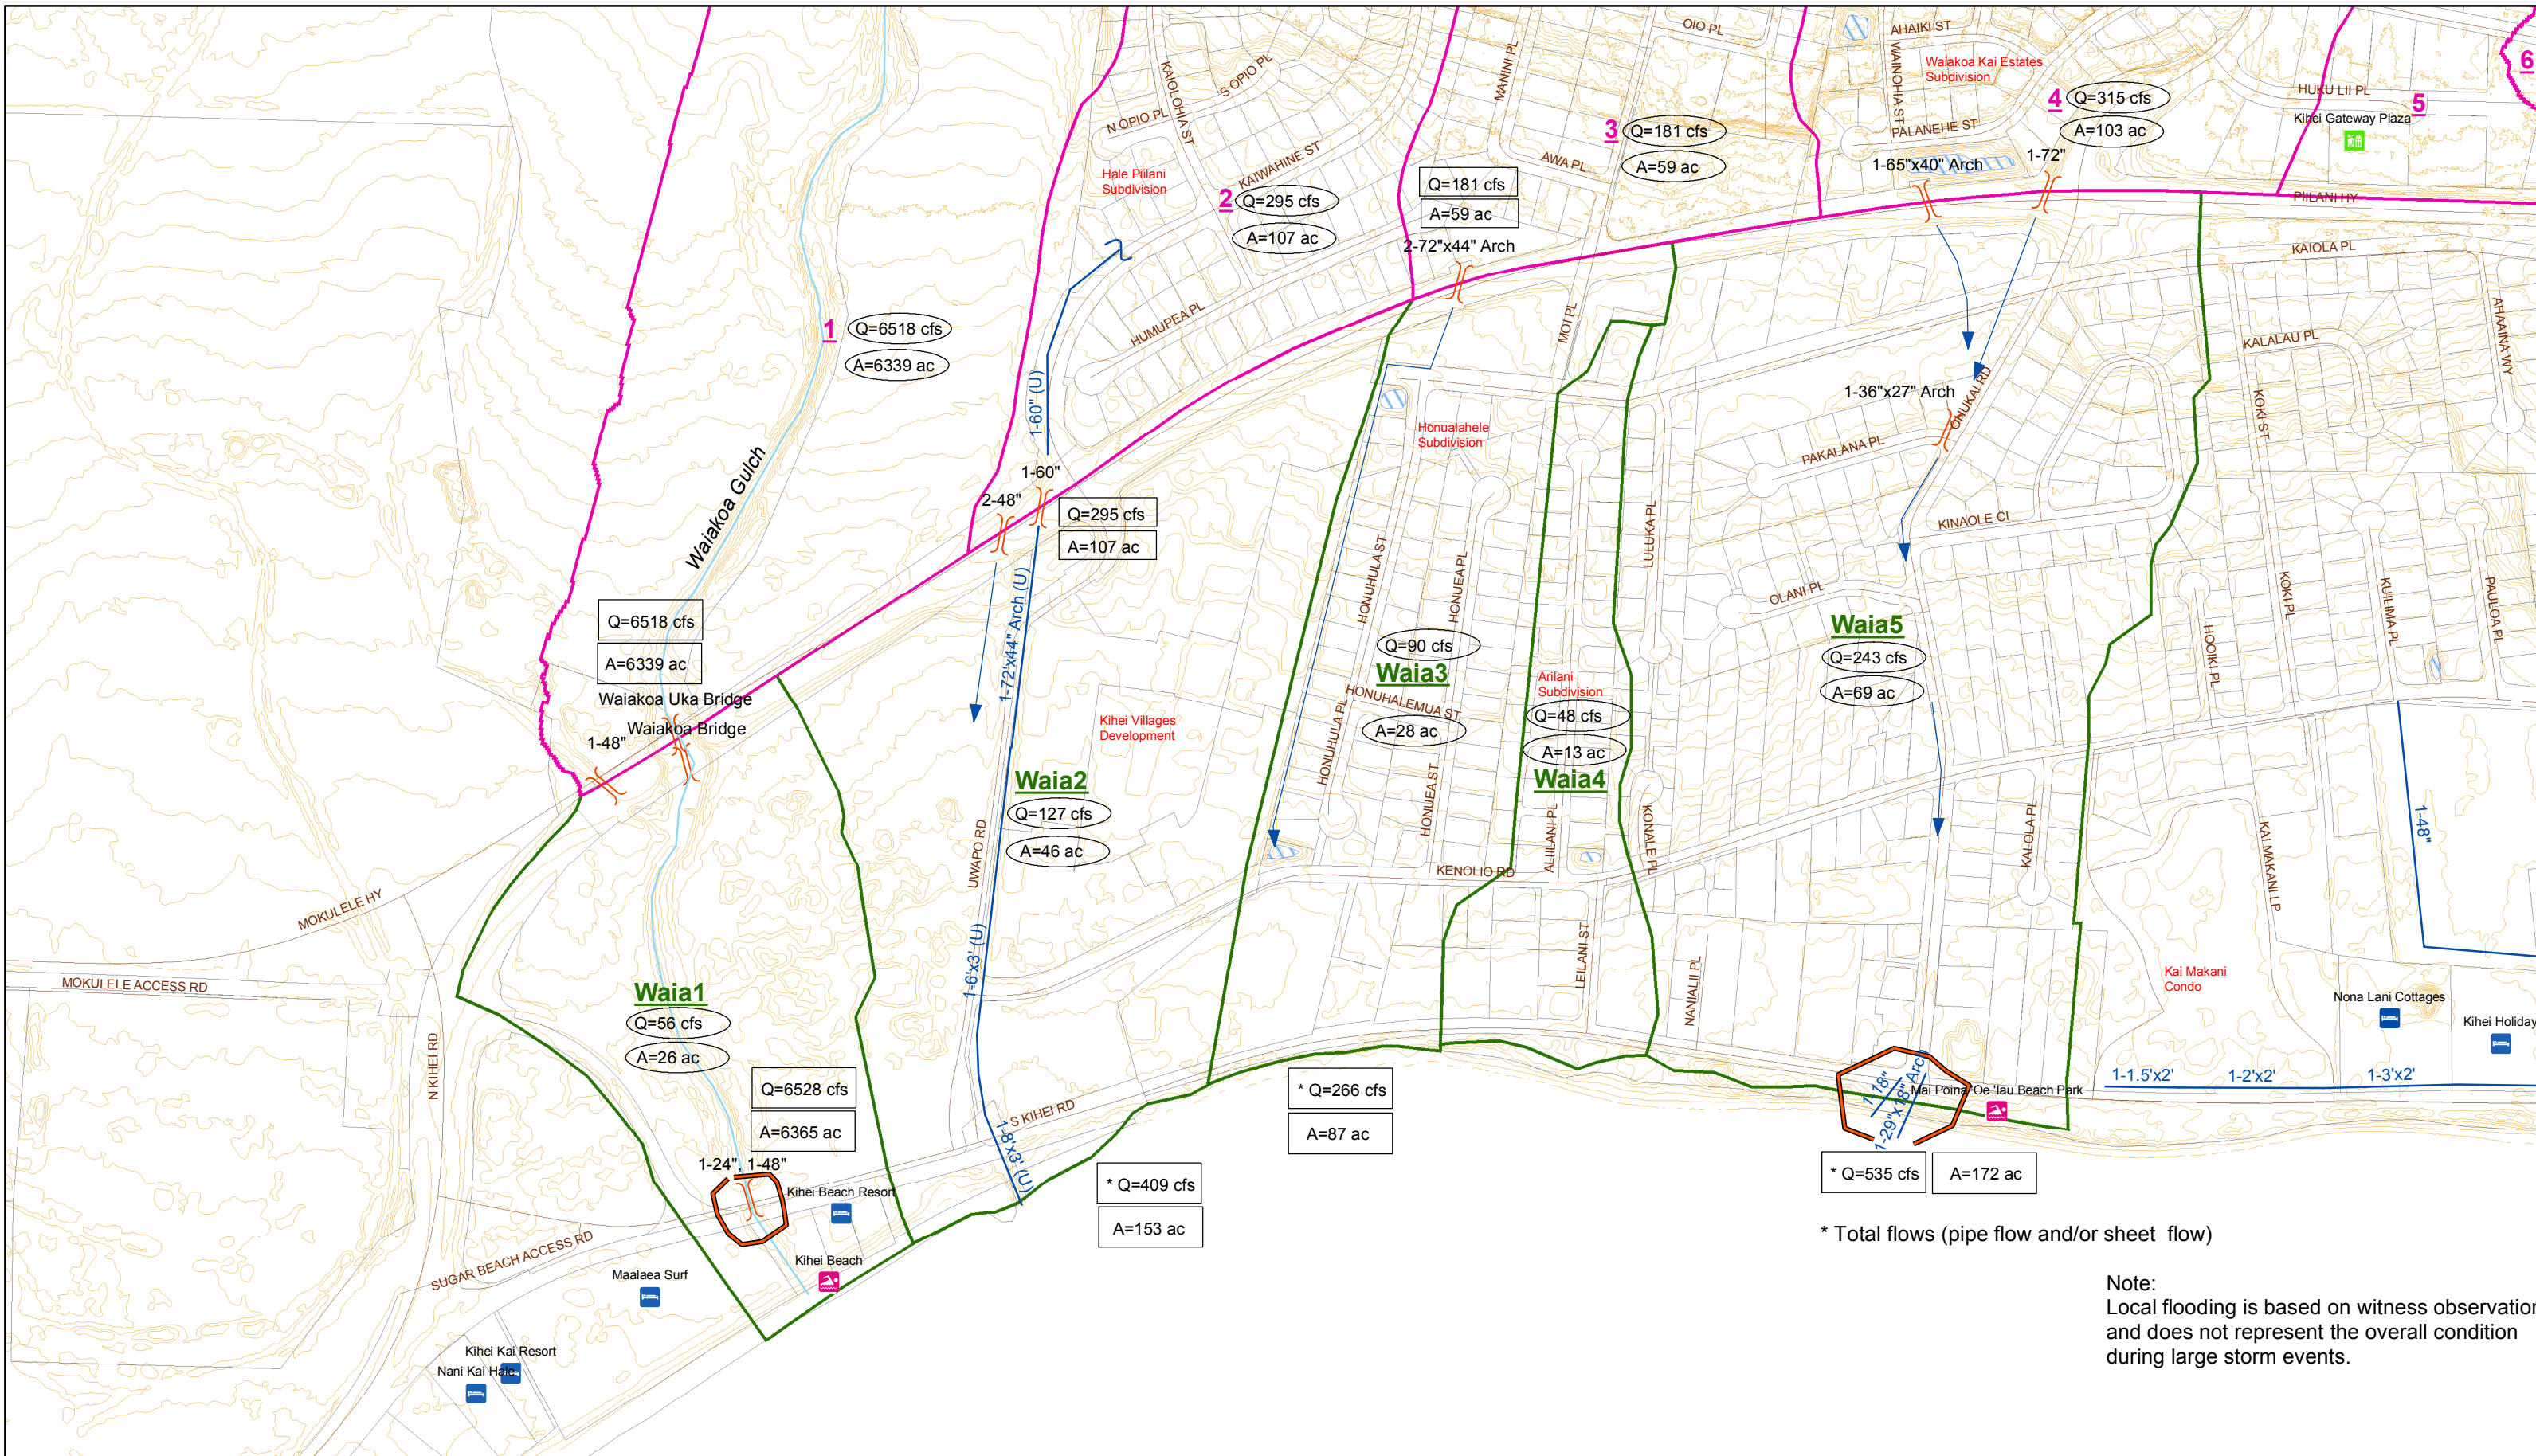 OIO PL
AHAIKI ST
WAINOHIA ST
Waiakoa Kai Estates
Subdivision
6
MANINI PL
KAIOLOHIA ST
S OPIO PL
N OPIO PL
4
Q=315 cfs
A=103 ac
HUKU LII PL
5
Kihei Gateway Plaza
3
Q=181 cfs
A=59 ac
PALANEHE ST
AWA PL
KAIWAHINE ST
Hale Piilani
Subdivision
2
Q=295 cfs
A=107 ac
Q=181 cfs
A=59 ac
2-72"x44" Arch
1-65"x40" Arch
1-72"
PIILANI HY
KAIOLA PL
AHAAINA WY
KALALAU PL
KOKI ST
1
Q=6518 cfs
A=6339 ac
HUMUPEA PL
MOI PL
1-60" (U)
1-36"x27" Arch
OHUKAI RD
PAKALANA PL
Honualahele
Subdivision
Waiakoa Gulch
1-60"
2-48"
Q=295 cfs
A=107 ac
LULUKA PL
KINAOLE Cl
HONUHULA ST
HONUEA PL
OLANI PL
KOKI PL
KUILIMA PL
PAULOA PL
HOOIKI PL
1-72'x44" Arch (U)
Q=6518 cfs
A=6339 ac
Waiakoa Uka Bridge
Waiakoa Bridge
1-48"
Q=90 cfs
Waia3
HONUHALEMUA ST
A=28 ac
HONUHULA PL
HONUEA ST
Arilani
Subdivision
Q=48 cfs
A=13 ac
Waia4
ALIILANI PL
Waia5
Q=243 cfs
A=69 ac
Kihei Villages
Development
Waia2
Q=127 cfs
A=46 ac
UWAPO RD
KONALE PL
KENOLIO RD
KALOLA PL
KAI MAKANI LP
1-48"
MOKULELE HY
MOKULELE ACCESS RD
N KIHEI RD
1-6'x3' (U)
LEILANI ST
NANIALII PL
Kai Makani
Condo
Nona Lani Cottages
Kihei Holiday
Waia1
Q=56 cfs
A=26 ac
Q=6528 cfs
A=6365 ac
1-24", 1-48"
S KIHEI RD
1-8'x3' (U)
* Q=266 cfs
A=87 ac
1-18"
1-29"x18" Arch
Mai Poina 'Oe 'Iau Beach Park
1-1.5'x2'
1-2'x2'
1-3'x2'
* Q=409 cfs
A=153 ac
* Q=535 cfs
A=172 ac
Kihei Beach Resort
Kihei Beach
SUGAR BEACH ACCESS RD
Maalaea Surf
Kihei Kai Resort
Nani Kai Hale
* Total flows (pipe flow and/or sheet flow)
Note:
Local flooding is based on witness observation
and does not represent the overall condition
during large storm events.